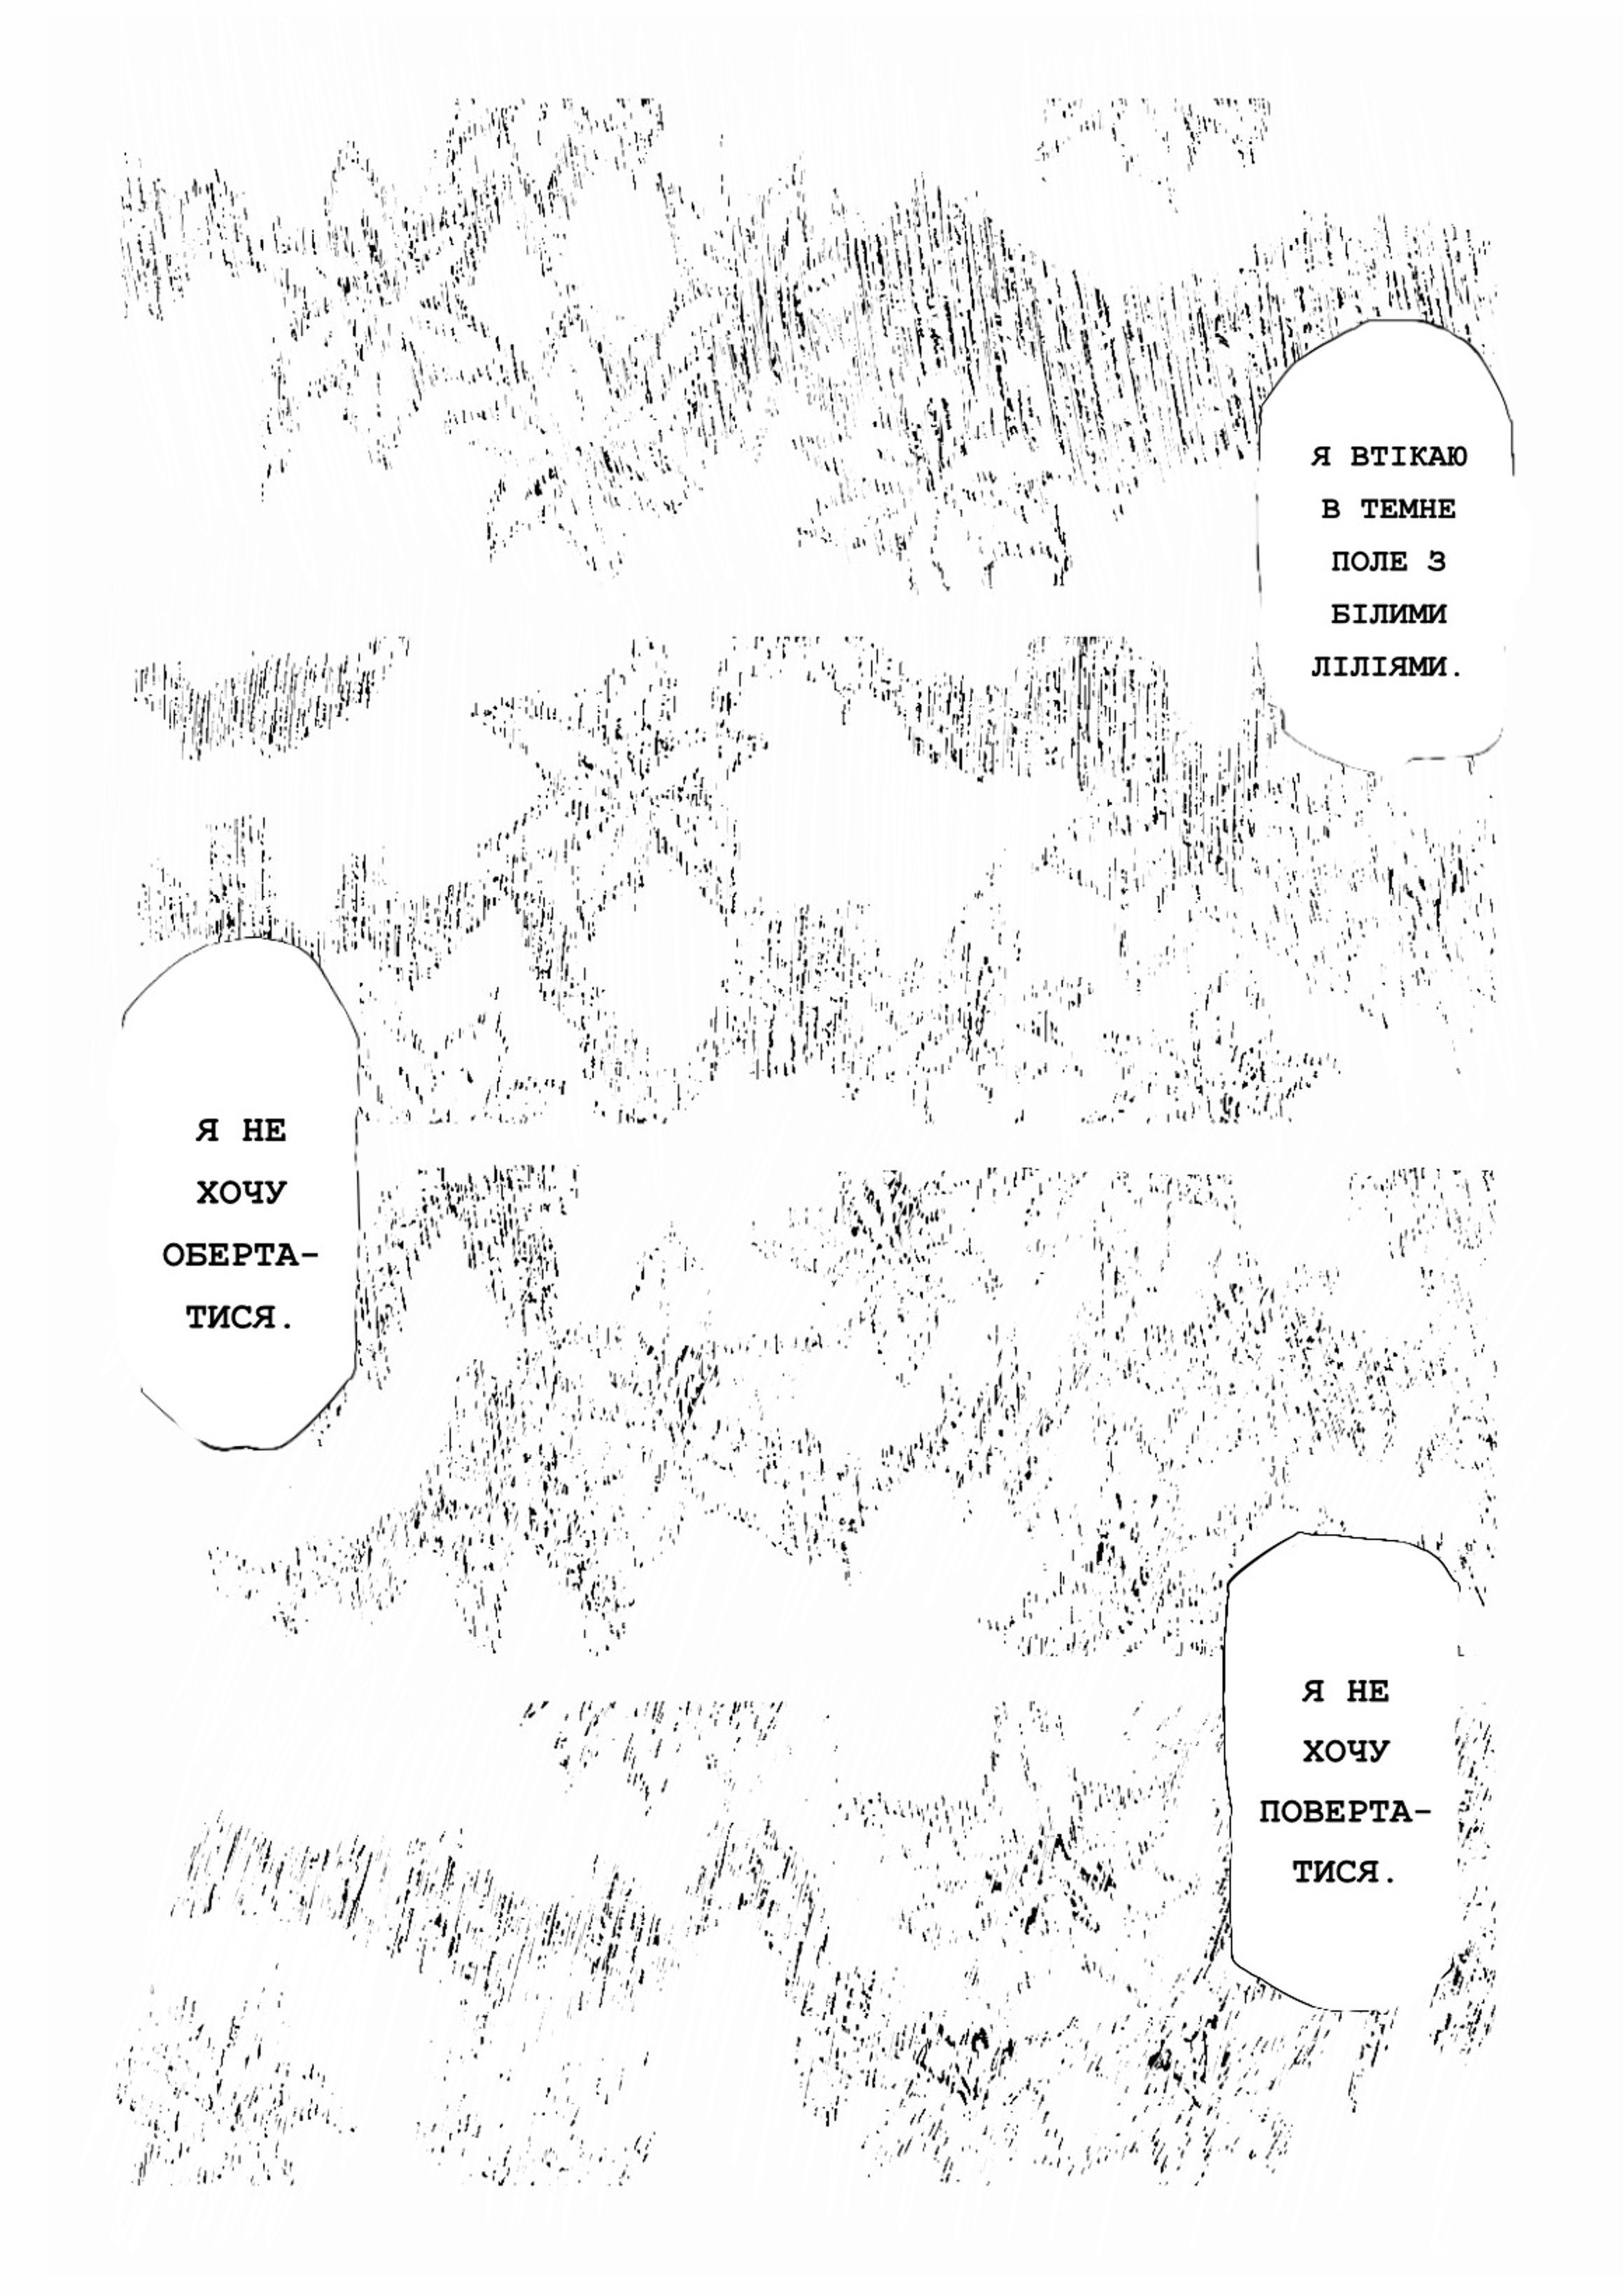 Я ВТІКАЮ
В ТЕМНЕ
ПОЛЕ З
БІЛИМИ
ЛІЛІЯМИ.
Я НЕ
ХОЧУ
ОБЕРТА-
ТИСЯ.
Я НЕ
ХОЧУ
ПОВЕРТА-
ТИСЯ.